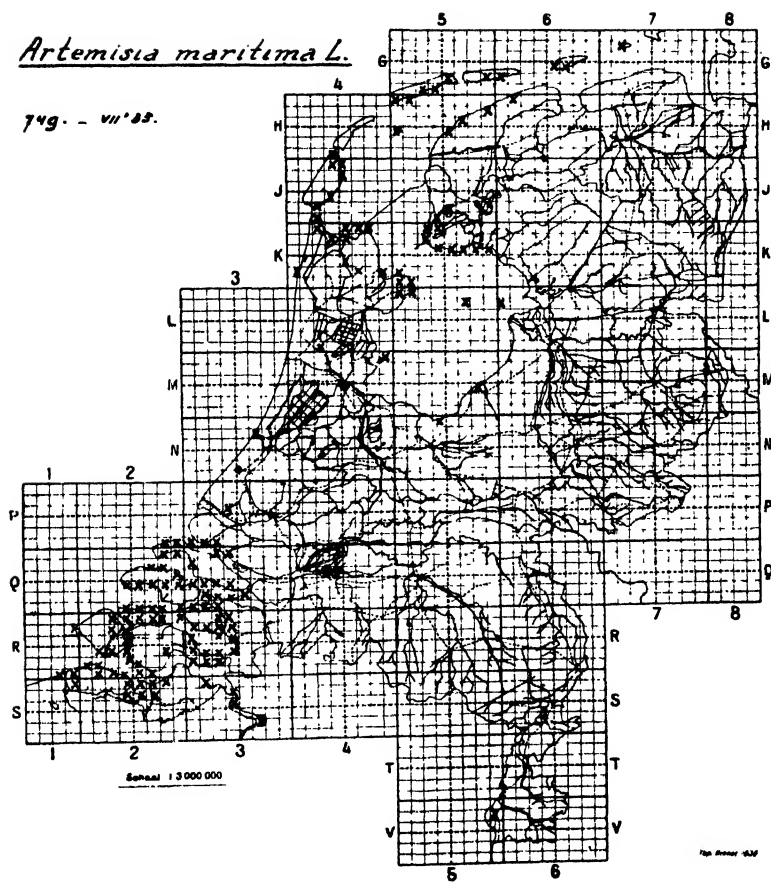 Artemisia maritima L.
749. - VII '35.
5 6 7 8
G G
4
H H
J J
K K
3
L L
M M
1 2
N N
P P
Q Q
7 8
R R
S S
1 2 3 4
Schaal 1:3 000 000
T T
V V
5 6